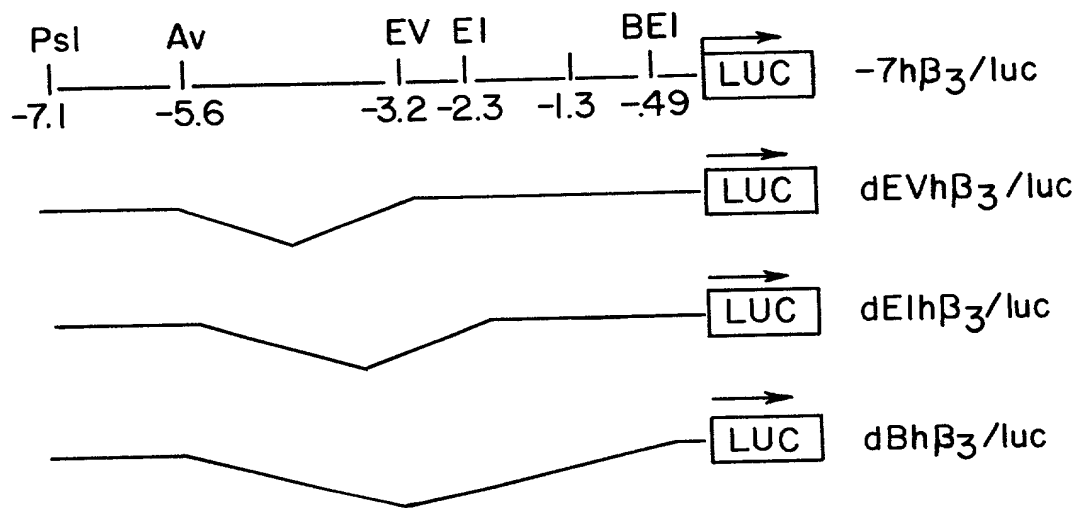 PsI Av EV EI BEI
LUC -7hβ3/luc
-7.1 -5.6 -3.2 -2.3 -1.3 -.49
LUC dEVhβ3/luc
LUC dEIhβ3/luc
LUC dBhβ3/luc